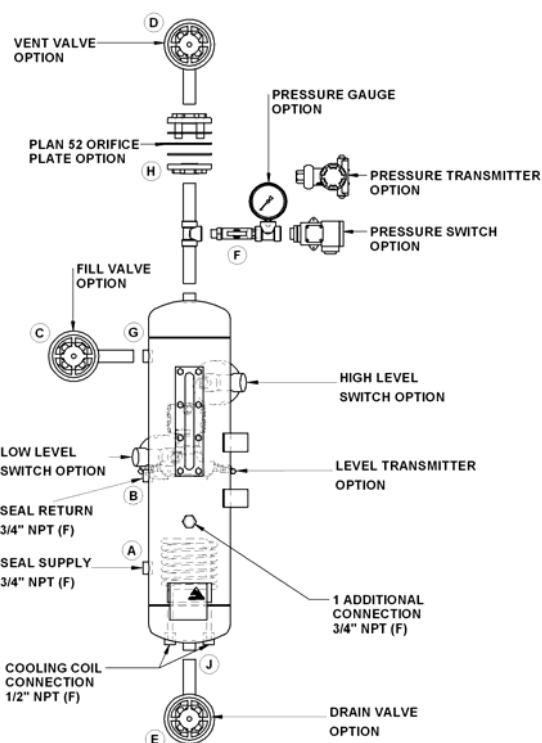 D
VENT VALVE
OPTION
PRESSURE GAUGE
OPTION
PLAN 52 ORIFICE
PLATE OPTION
H
PRESSURE TRANSMITTER
OPTION
PRESSURE SWITCH
OPTION
F
FILL VALVE
OPTION
C
G
HIGH LEVEL
SWITCH OPTION
LOW LEVEL
SWITCH OPTION
LEVEL TRANSMITTER
OPTION
B
SEAL RETURN
3/4" NPT (F)
A
SEAL SUPPLY
3/4" NPT (F)
1 ADDITIONAL
CONNECTION
3/4" NPT (F)
COOLING COIL
CONNECTION
1/2" NPT (F)
J
DRAIN VALVE
OPTION
E